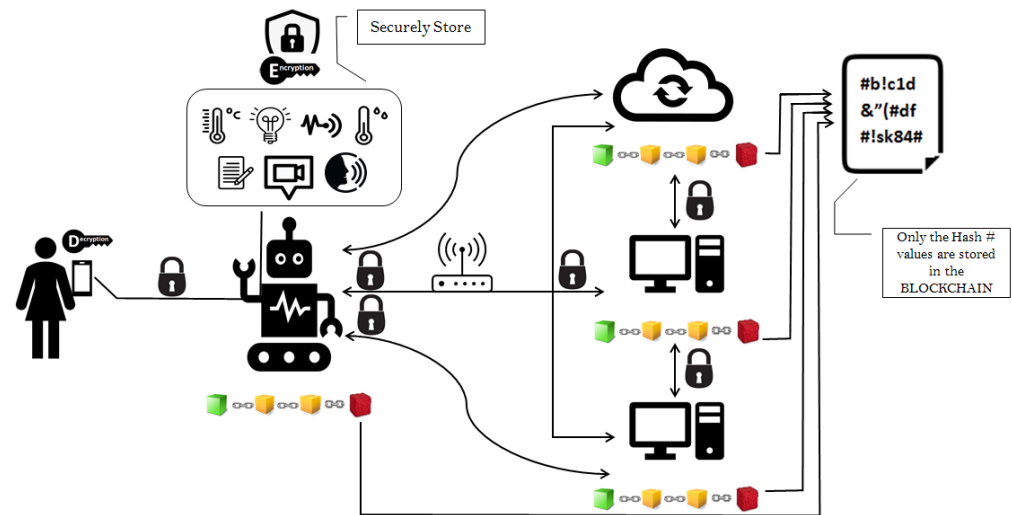 Securely Store
Encryption
°C
Decryption
#b!c1d
&”(#df
#!sk84#
Only the Hash #
values are stored
in the
BLOCKCHAIN